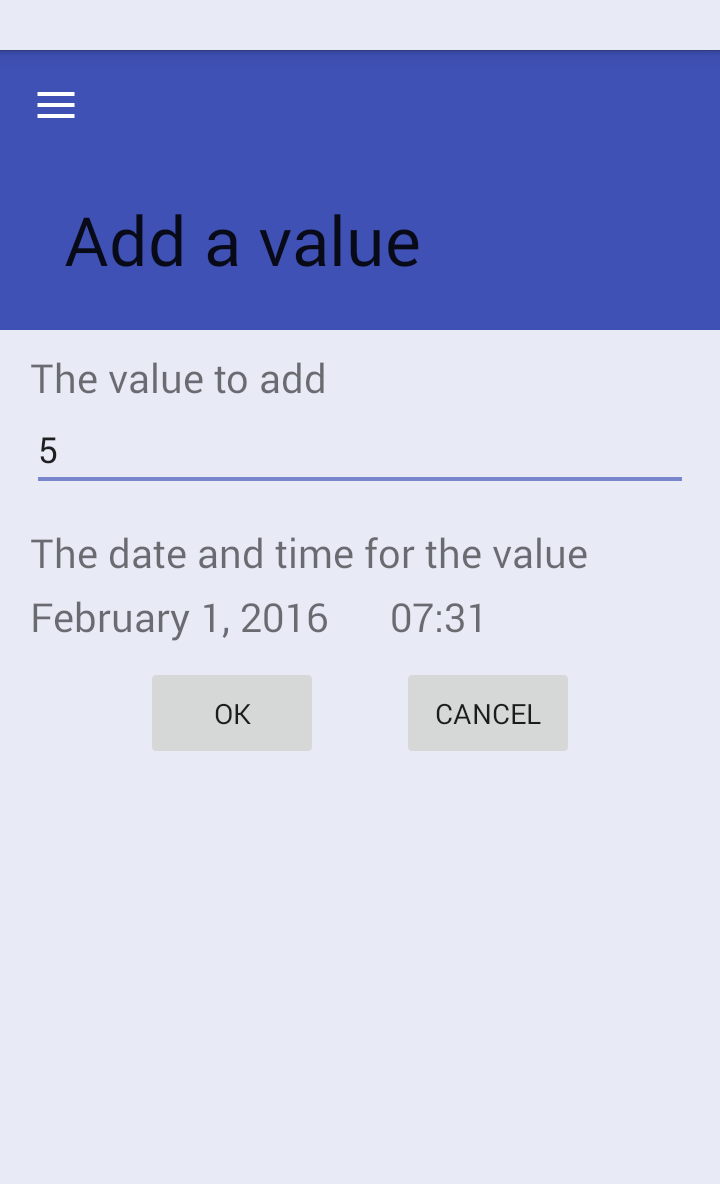 Add a value
The value to add
5
The date and time for the value
February 1, 2016 07:31
OK CANCEL